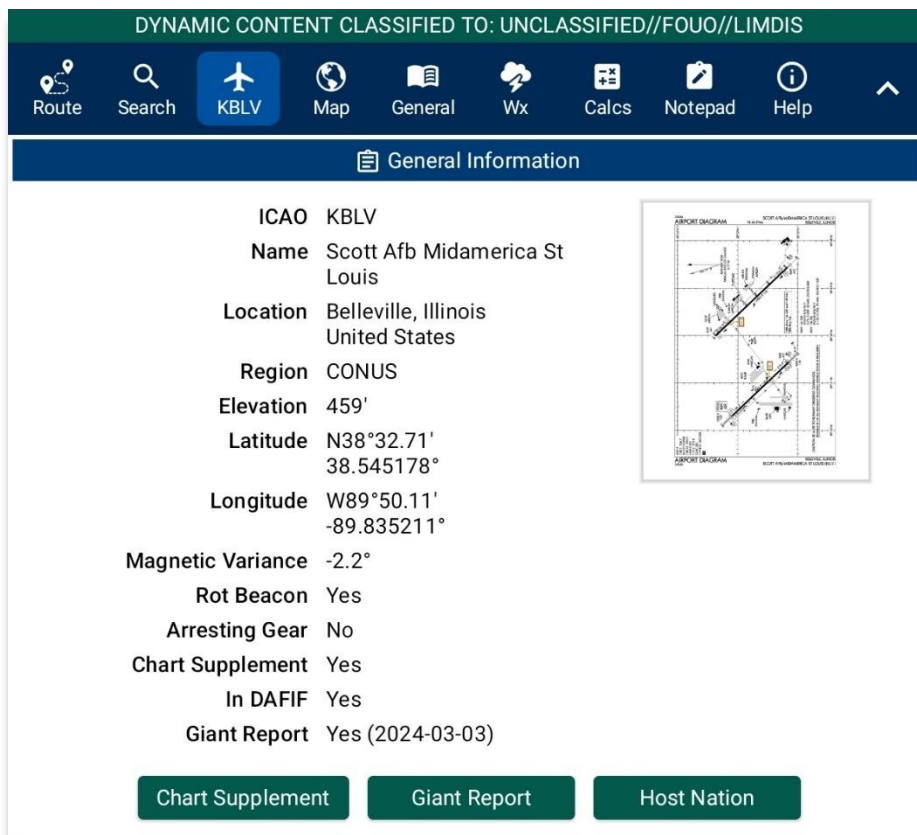 DYNAMIC CONTENT CLASSIFIED TO: UNCLASSIFIED//FOUO//LIMDIS
Route Search KBLV Map General Wx Calcs Notepad Help
General Information
ICAO KBLV
Name Scott Afb Midamerica St
Louis
Location Belleville, Illinois
United States
Region CONUS
Elevation 459'
Latitude N38°32.71'
38.545178°
Longitude W89°50.11'
-89.835211°
Magnetic Variance -2.2°
Rot Beacon Yes
Arresting Gear No
Chart Supplement Yes
In DAFIF Yes
Giant Report Yes (2024-03-03)
AIRPORT DIAGRAM
AIRPORT DIAGRAM
Chart Supplement Giant Report Host Nation